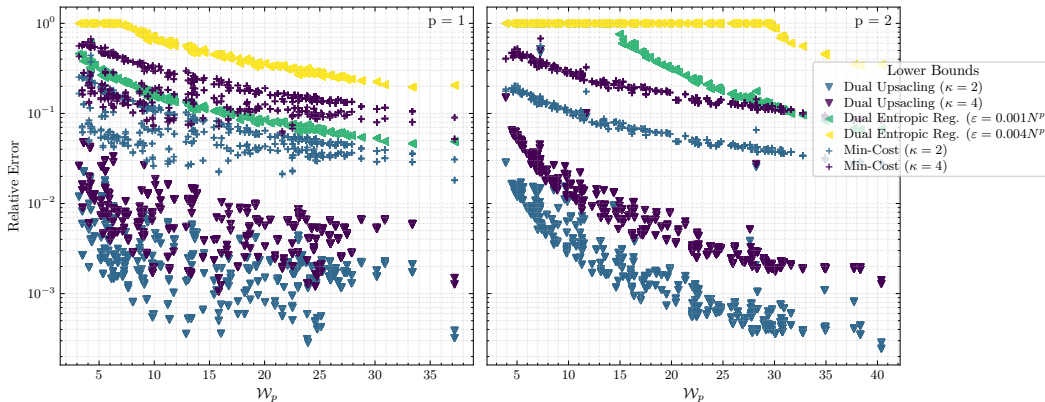 p = 1
p = 2
10⁰
10⁻¹
10⁻²
10⁻³
Relative Error
5 10 15 20 25 30 35
5 10 15 20 25 30 35 40
𝒲ₚ
𝒲ₚ
Lower Bounds
Dual Upsacling (κ = 2)
Dual Upsacling (κ = 4)
Dual Entropic Reg. (ε = 0.001Nᵖ
Dual Entropic Reg. (ε = 0.004Nᵖ
Min-Cost (κ = 2)
Min-Cost (κ = 4)